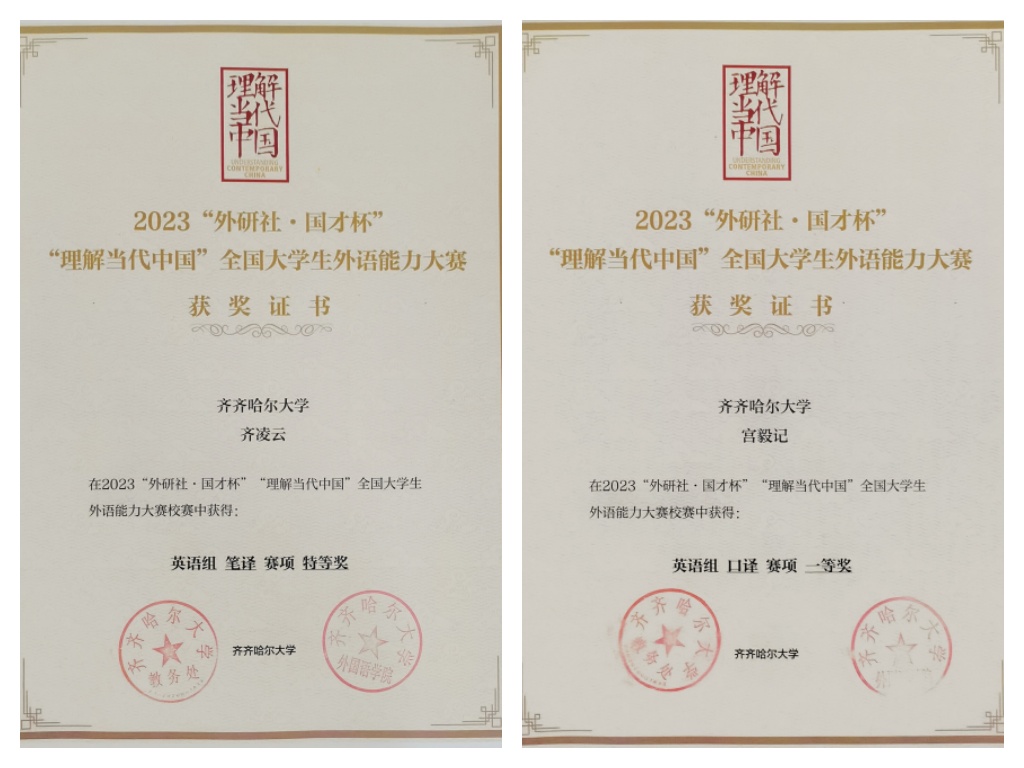 理解
当代
中国
UNDERSTANDING
CONTEMPORARY
CHINA
2023“外研社·国才杯”
“理解当代中国”全国大学生外语能力大赛
获奖证书
齐齐哈尔大学
齐凌云
在2023“外研社·国才杯”“理解当代中国”全国大学生
外语能力大赛校赛中获得：
英语组 笔译 赛项 特等奖
齐齐哈尔大学
教务处
齐齐哈尔大学
齐齐哈尔大学
外国语学院
理解
当代
中国
UNDERSTANDING
CONTEMPORARY
CHINA
2023“外研社·国才杯”
“理解当代中国”全国大学生外语能力大赛
获奖证书
齐齐哈尔大学
宫毅记
在2023“外研社·国才杯”“理解当代中国”全国大学生
外语能力大赛校赛中获得：
英语组 口译 赛项 一等奖
齐齐哈尔大学
教务处
齐齐哈尔大学
齐齐哈尔大学